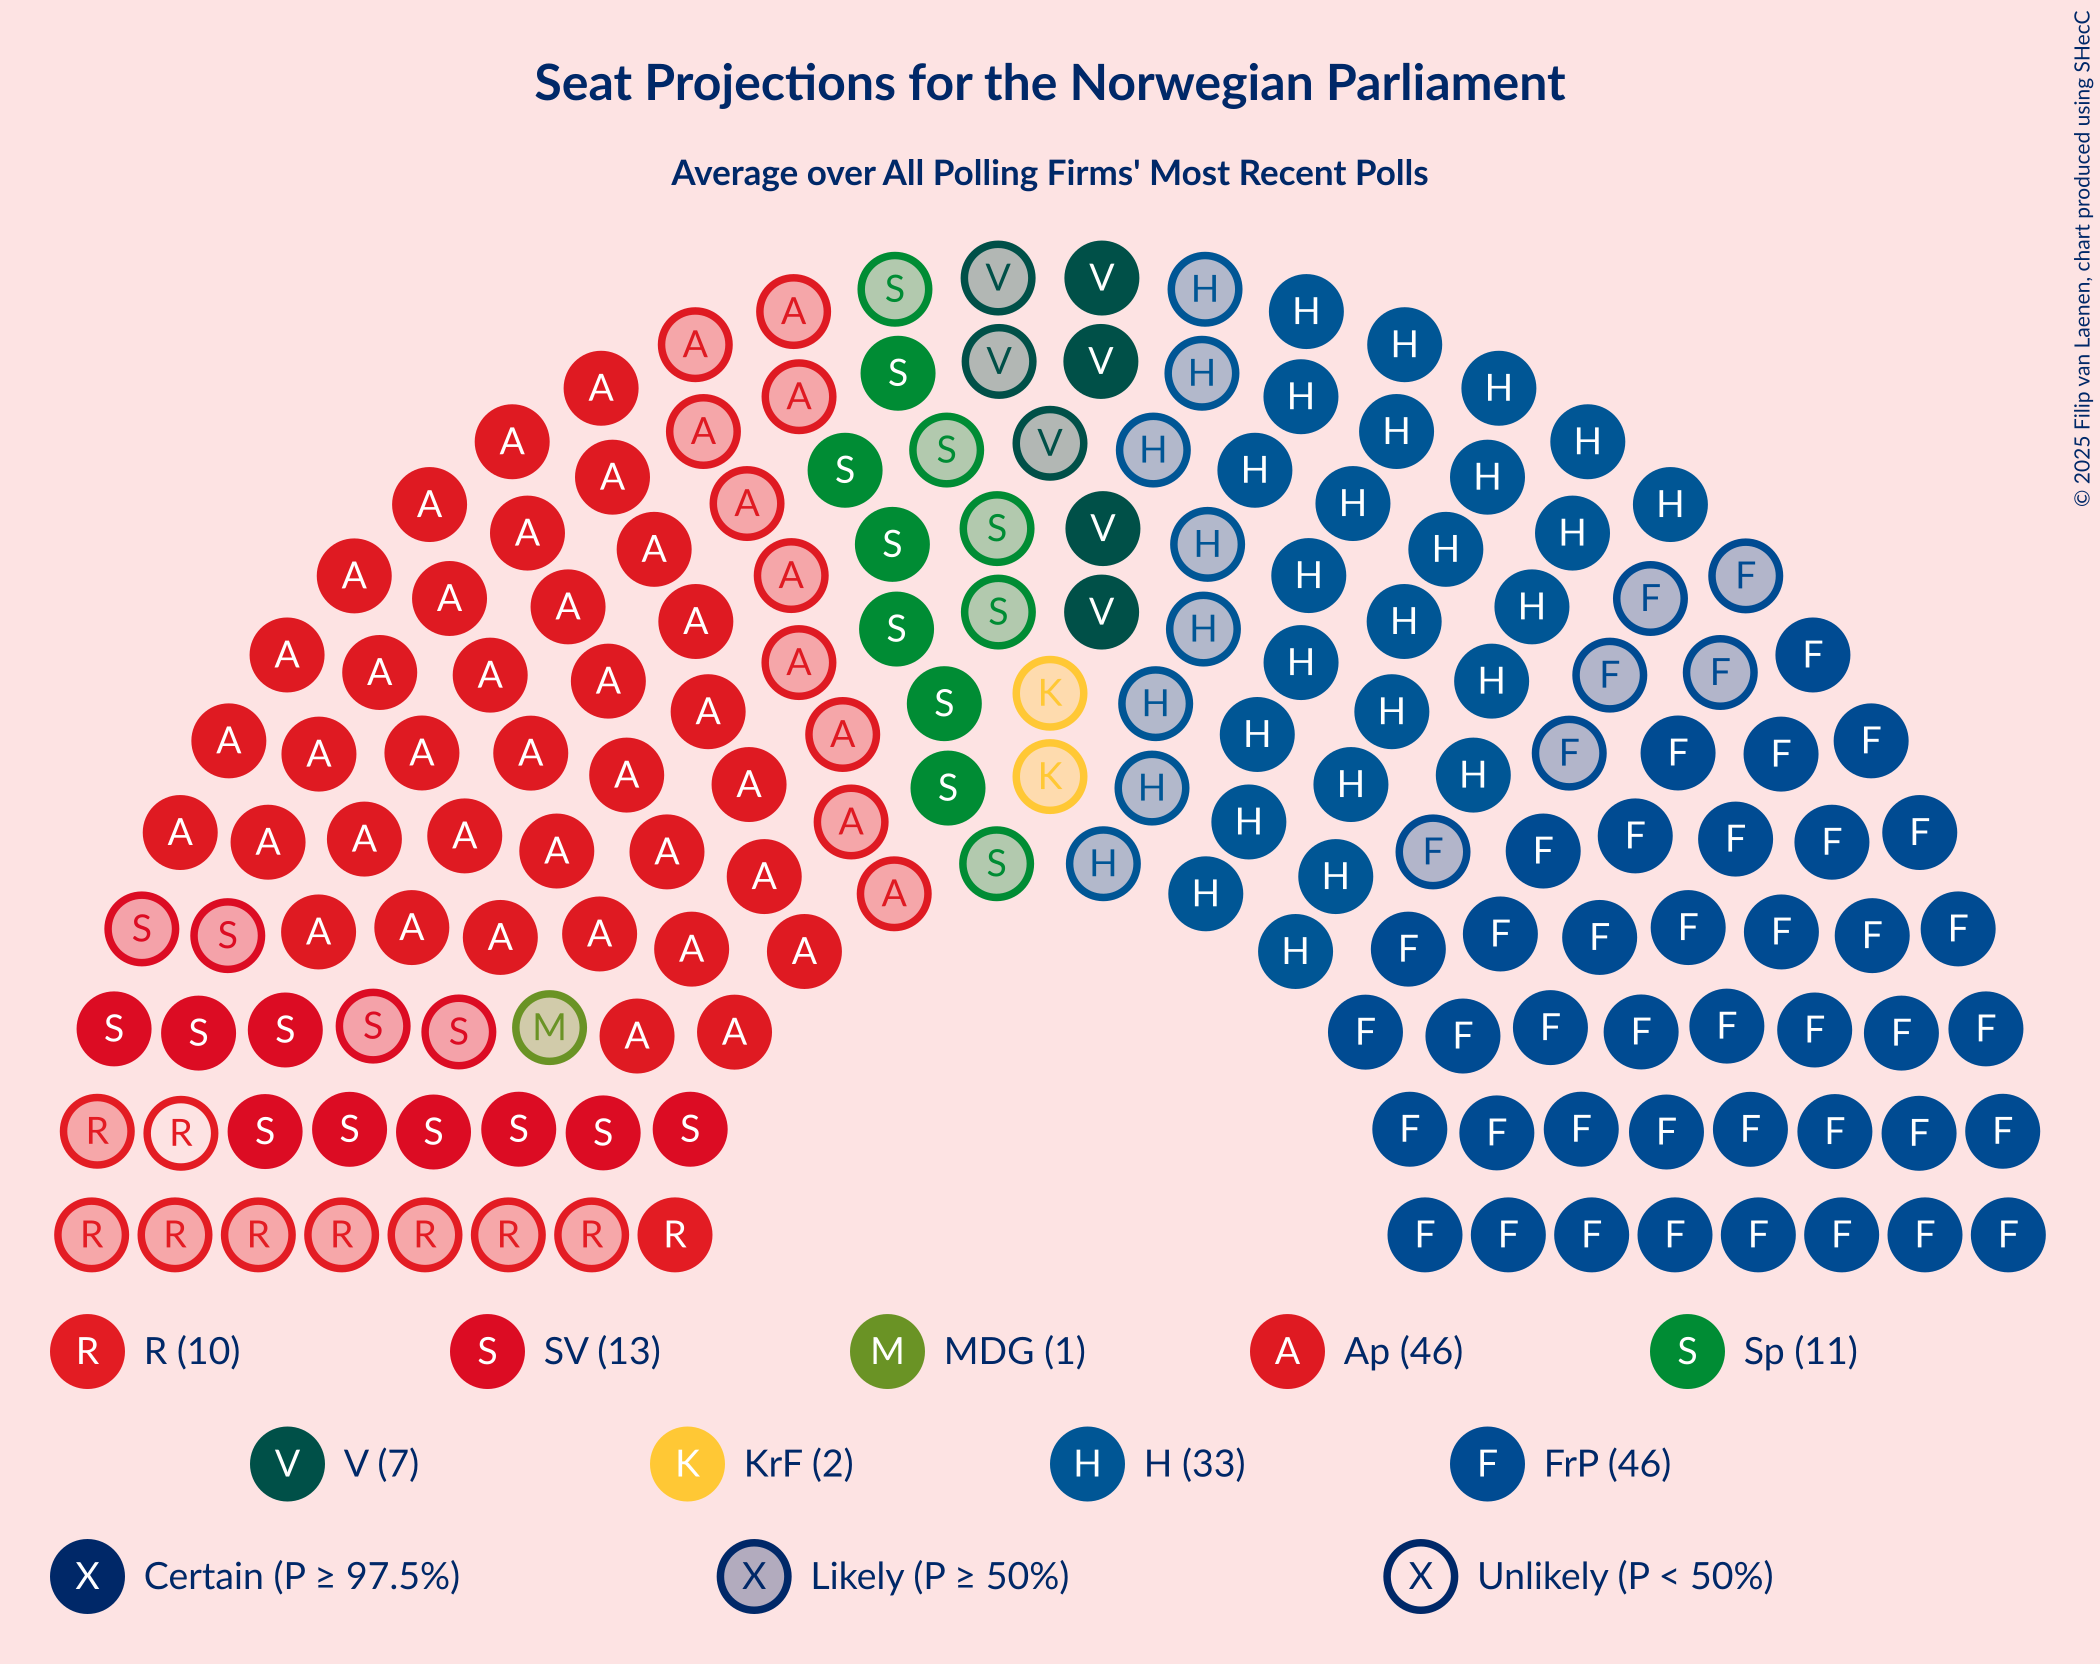 Seat Projections for the Norwegian Parliament
Average over All Polling Firms' Most Recent Polls
© 2025 Filip van Laenen, chart produced using SHecC
S V V H H H
A A S V V H H H H
A A A S S V H H H H H
A A A A S S V H H H H H F
A A A A A S S V H H H H F F
A A A A A A S K H H H H F F F
A A A A A A A S K H H H H F F F F
A A A A A A A A S H H H F F F F F F
S S A A A A A A A H H F F F F F F F
S S S S S M A A F F F F F F F F
R R S S S S S S F F F F F F F F
R R R R R R R R F F F F F F F F
R R (10) S SV (13) M MDG (1) A Ap (46) S Sp (11)
V V (7) K KrF (2) H H (33) F FrP (46)
X Certain (P ≥ 97.5%) X Likely (P ≥ 50%) X Unlikely (P < 50%)